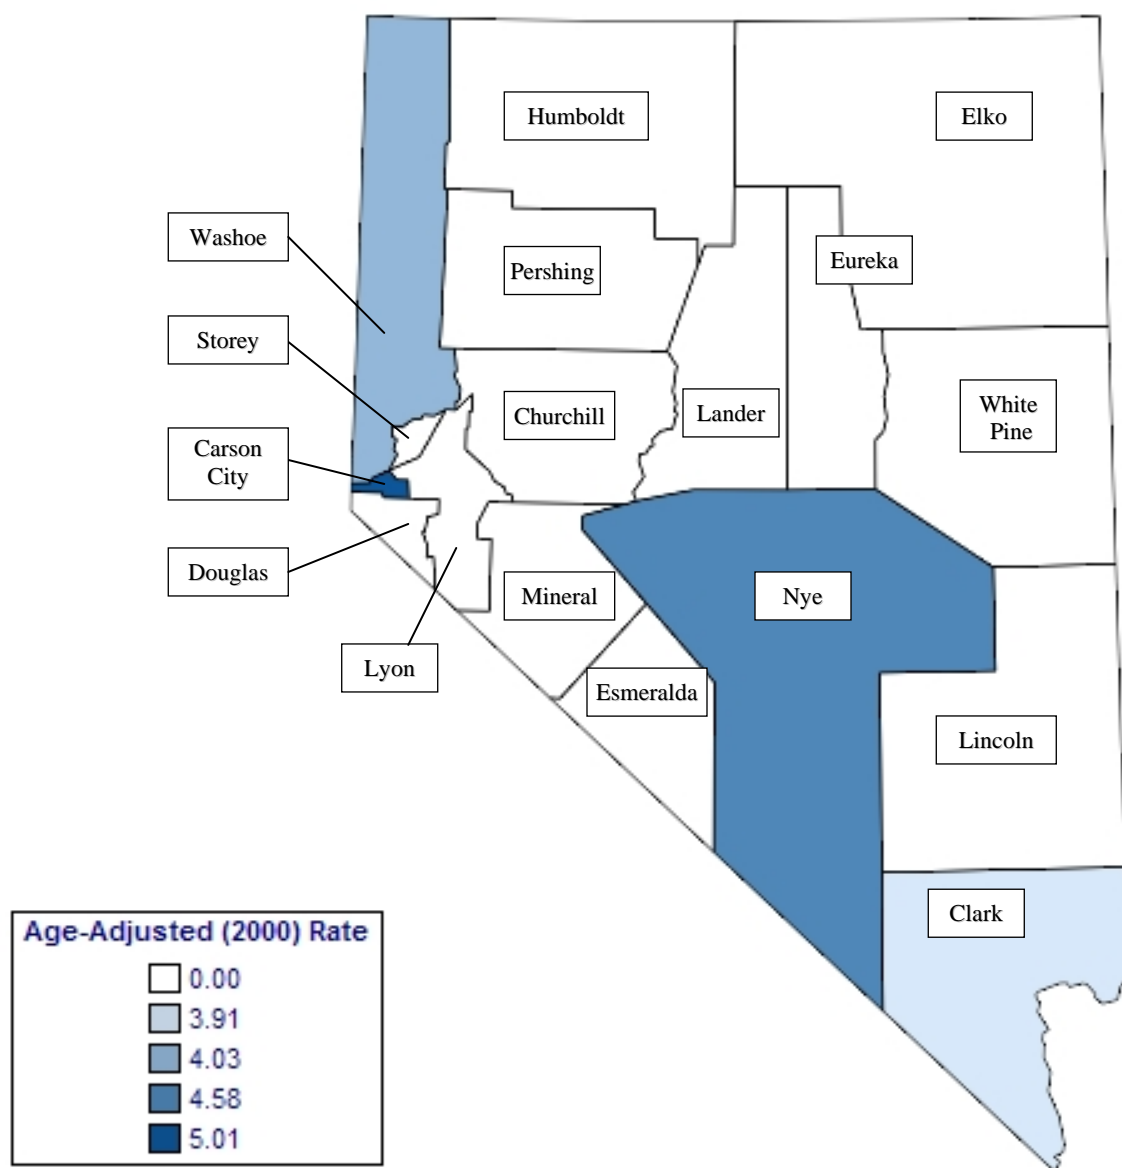 Humboldt
Elko
Washoe
Eureka
Pershing
Storey
White
Pine
Lander
Churchill
Carson
City
Douglas
Mineral
Nye
Lyon
Esmeralda
Lincoln
Clark
Age-Adjusted (2000) Rate
0.00
3.91
4.03
4.58
5.01